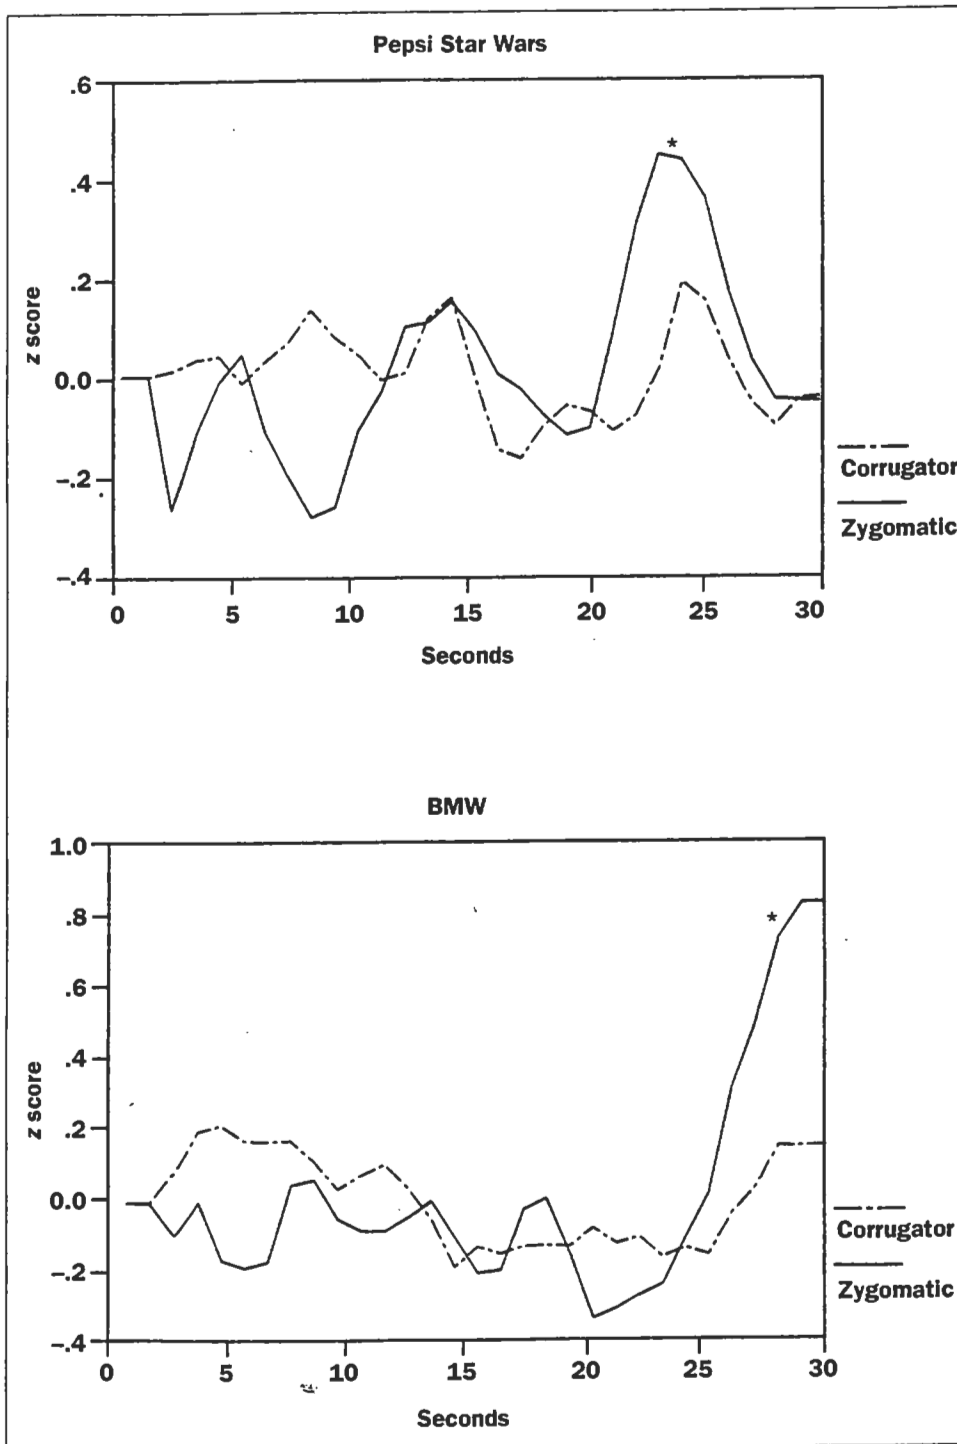 Pepsi Star Wars
.6
.4
.2
0.0
–.2
–.4
z score
*
0 5 10 15 20 25 30
Seconds
Corrugator
Zygomatic
BMW
1.0
.8
.6
.4
.2
0.0
–.2
–.4
z score
*
0 5 10 15 20 25 30
Seconds
Corrugator
Zygomatic